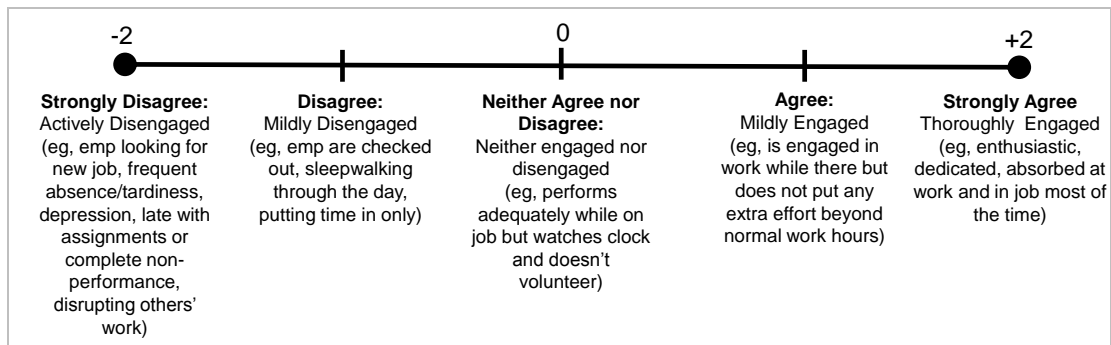 -2
0
+2
Strongly Disagree:
Actively Disengaged
(eg, emp looking for
new job, frequent
absence/tardiness,
depression, late with
assignments or
complete non-
performance,
disrupting others'
work)
Disagree:
Mildly Disengaged
(eg, emp are checked
out, sleepwalking
through the day,
putting time in only)
Neither Agree nor
Disagree:
Neither engaged nor
disengaged
(eg, performs
adequately while on
job but watches clock
and doesn't
volunteer)
Agree:
Mildly Engaged
(eg, is engaged in
work while there but
does not put any
extra effort beyond
normal work hours)
Strongly Agree
Thoroughly Engaged
(eg, enthusiastic,
dedicated, absorbed at
work and in job most of
the time)